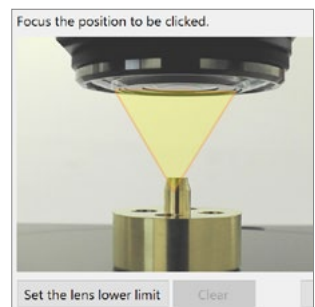 Focus the position to be clicked.
Set the lens lower limit
Clear